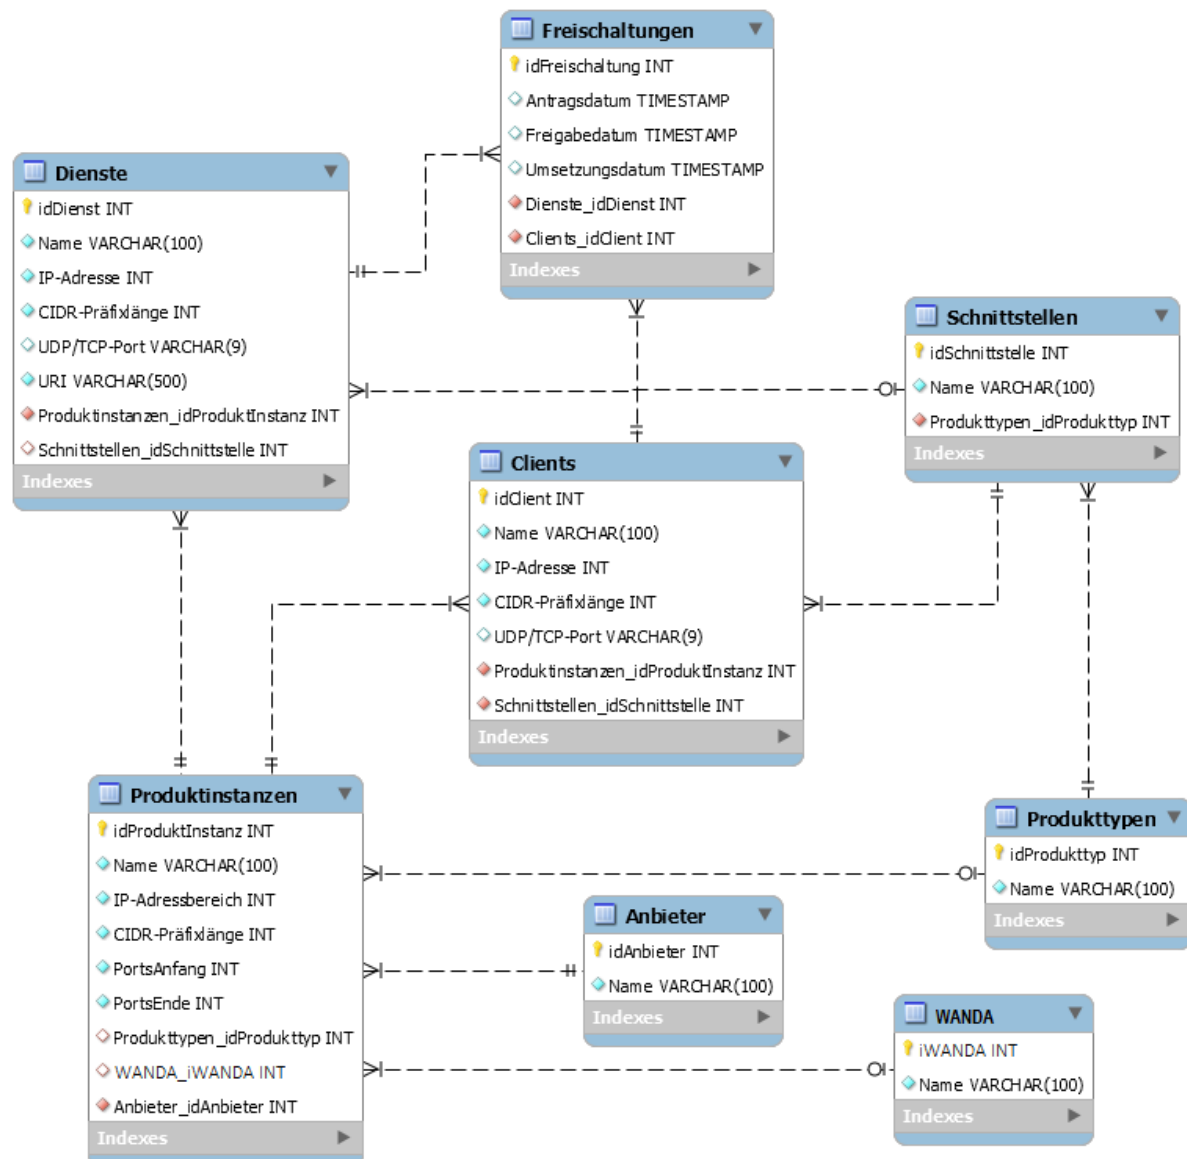 Freischaltungen
idFreischaltung INT
Antragsdatum TIMESTAMP
Freigabedatum TIMESTAMP
Umsetzungsdatum TIMESTAMP
Dienste_idDienst INT
Clients_idClient INT
Indexes
Dienste
idDienst INT
Name VARCHAR(100)
IP-Adresse INT
CIDR-Präfixlänge INT
UDP/TCP-Port VARCHAR(9)
URI VARCHAR(500)
Produktinstanzen_idProduktInstanz INT
Schnittstellen_idSchnittstelle INT
Indexes
Schnittstellen
idSchnittstelle INT
Name VARCHAR(100)
Produkttypen_idProdukttyp INT
Indexes
Clients
idClient INT
Name VARCHAR(100)
IP-Adresse INT
CIDR-Präfixlänge INT
UDP/TCP-Port VARCHAR(9)
Produktinstanzen_idProduktInstanz INT
Schnittstellen_idSchnittstelle INT
Indexes
Produktinstanzen
idProduktInstanz INT
Name VARCHAR(100)
IP-Adressbereich INT
CIDR-Präfixlänge INT
PortsAnfang INT
PortsEnde INT
Produkttypen_idProdukttyp INT
WANDA_iWANDA INT
Anbieter_idAnbieter INT
Indexes
Produkttypen
idProdukttyp INT
Name VARCHAR(100)
Indexes
Anbieter
idAnbieter INT
Name VARCHAR(100)
Indexes
WANDA
iWANDA INT
Name VARCHAR(100)
Indexes